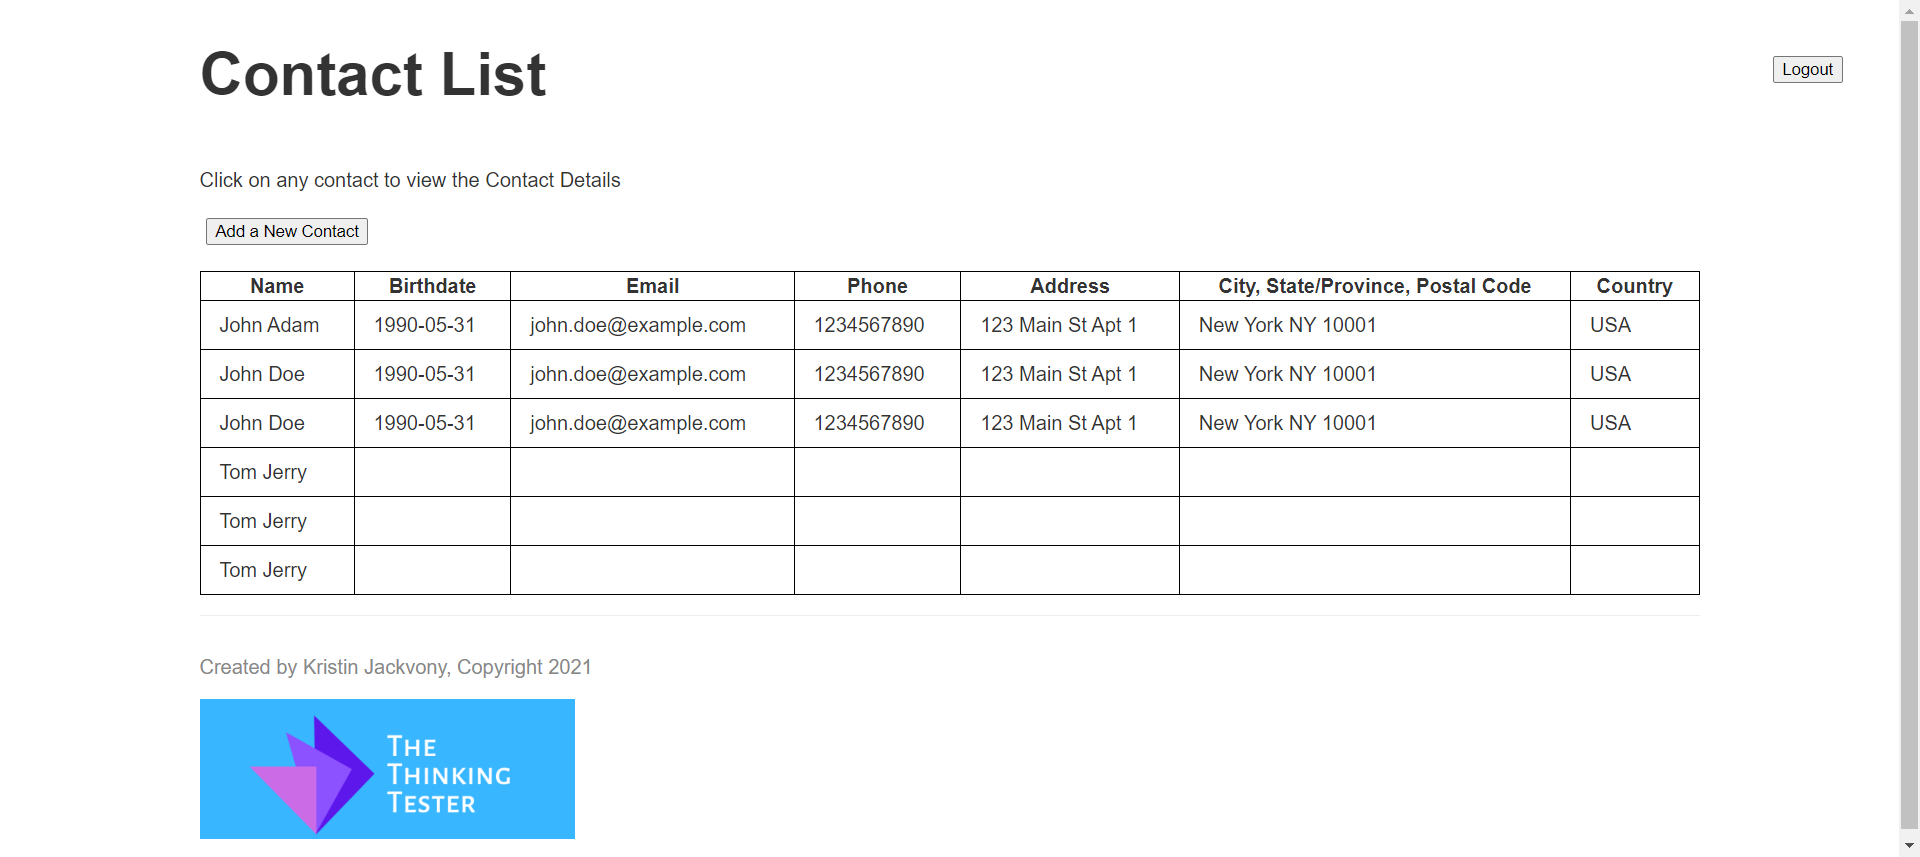 Contact List
Logout
Click on any contact to view the Contact Details
Add a New Contact
Name Birthdate Email Phone Address City, State/Province, Postal Code Country
John Adam 1990-05-31 john.doe@example.com 1234567890 123 Main St Apt 1 New York NY 10001 USA
John Doe 1990-05-31 john.doe@example.com 1234567890 123 Main St Apt 1 New York NY 10001 USA
John Doe 1990-05-31 john.doe@example.com 1234567890 123 Main St Apt 1 New York NY 10001 USA
Tom Jerry
Tom Jerry
Tom Jerry
Created by Kristin Jackvony, Copyright 2021
THE
THINKING
TESTER